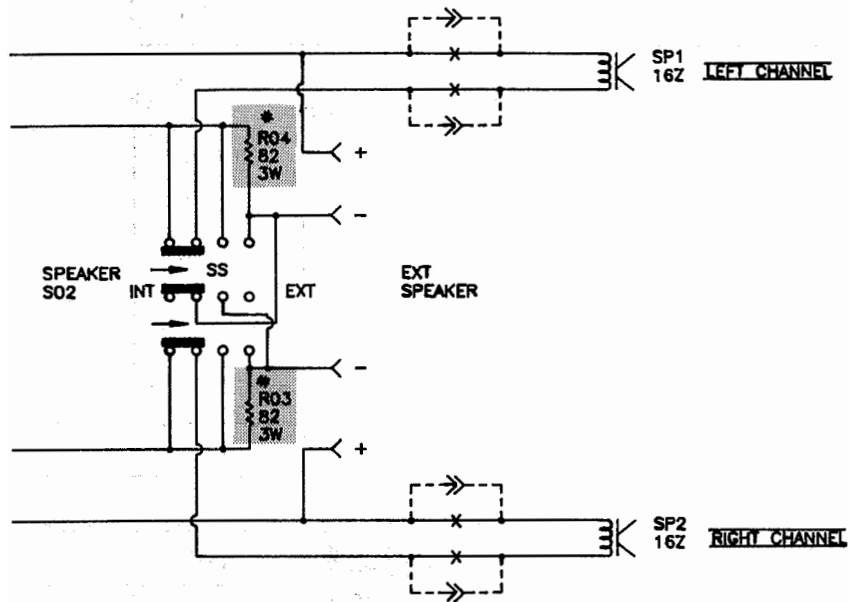 SP1
16Z
LEFT CHANNEL
*
R04
82
3W
+
-
SPEAKER
S02
INT
SS
EXT
EXT
SPEAKER
-
*
R03
82
3W
+
SP2
16Z
RIGHT CHANNEL